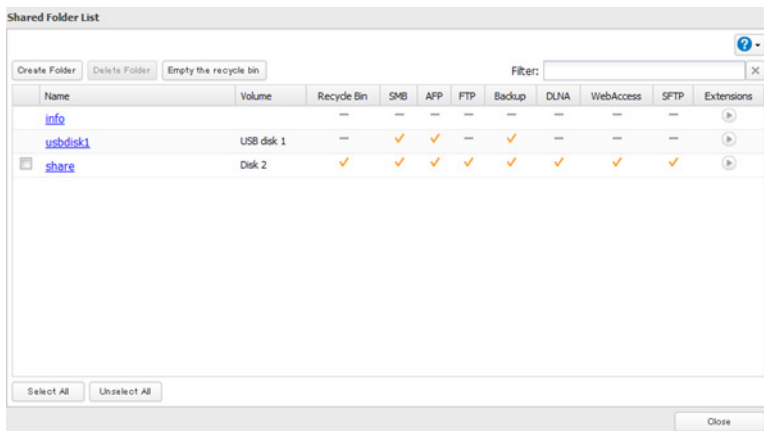 Shared Folder List
?
Create Folder Delete Folder Empty the recycle bin Filter:
Name Volume Recycle Bin SMB AFP FTP Backup DLNA WebAccess SFTP Extensions
info
usbdisk1 USB disk 1
share Disk 2
Select All Unselect All
Close